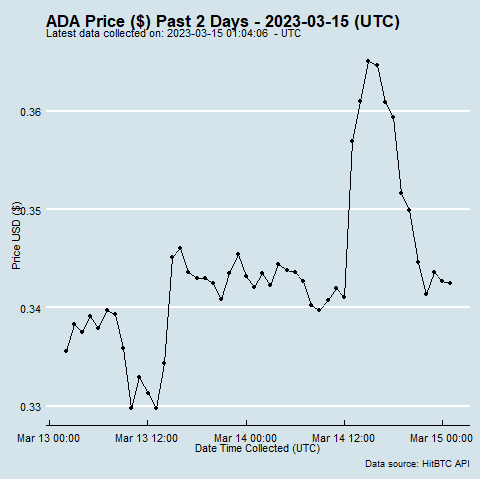 ADA Price ($) Past 2 Days - 2023-03-15 (UTC)
Latest data collected on: 2023-03-15 01:04:06 - UTC
0.36
0.35
0.34
0.33
Price USD ($)
Mar 13 00:00 Mar 13 12:00 Mar 14 00:00 Mar 14 12:00 Mar 15 00:00
Date Time Collected (UTC)
Data source: HitBTC API